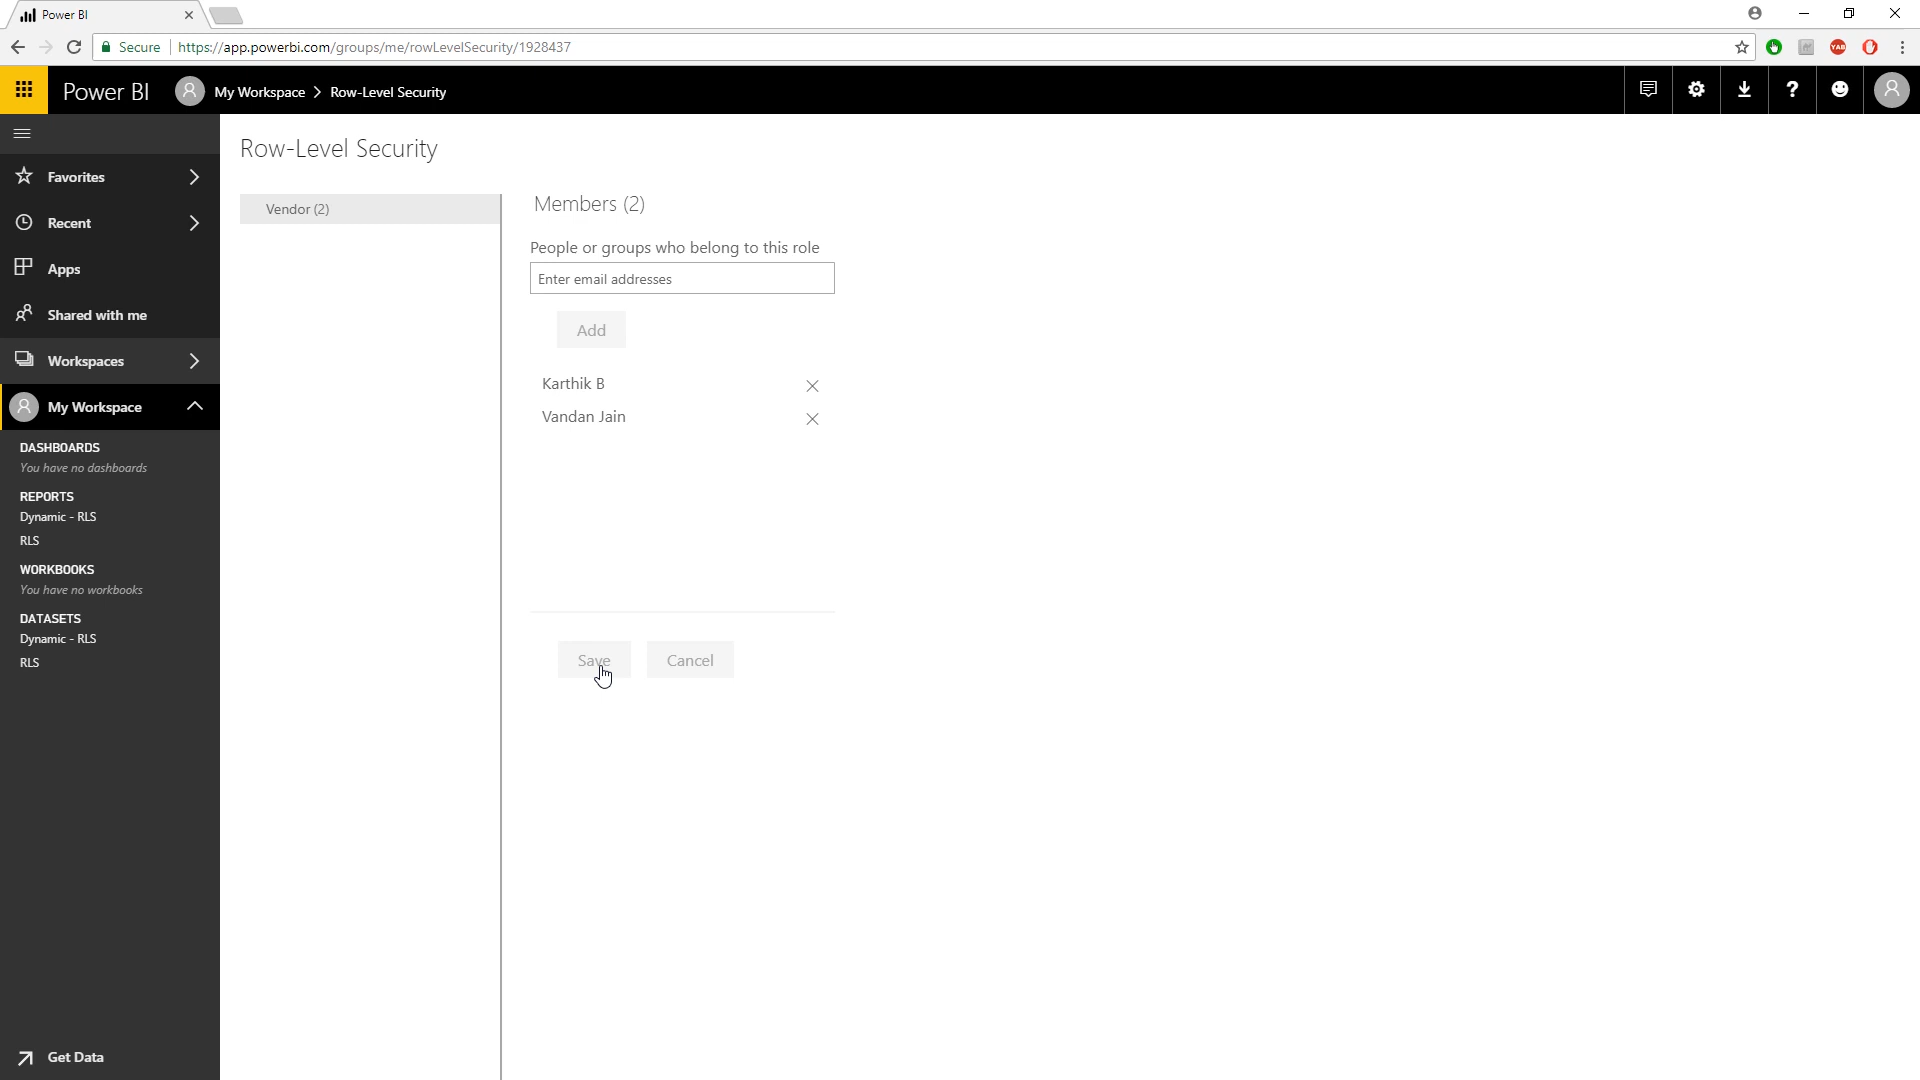 Power BI
Secure
https://app.powerbi.com/groups/me/rowLevelSecurity/1928437
YAB
Power BI
My Workspace > Row-Level Security
?
Favorites
Recent
Apps
Shared with me
Workspaces
My Workspace
DASHBOARDS
You have no dashboards
REPORTS
Dynamic - RLS
RLS
WORKBOOKS
You have no workbooks
DATASETS
Dynamic - RLS
RLS
Get Data
Row-Level Security
Vendor (2)
Members (2)
People or groups who belong to this role
Enter email addresses
Add
Karthik B
Vandan Jain
Save
Cancel